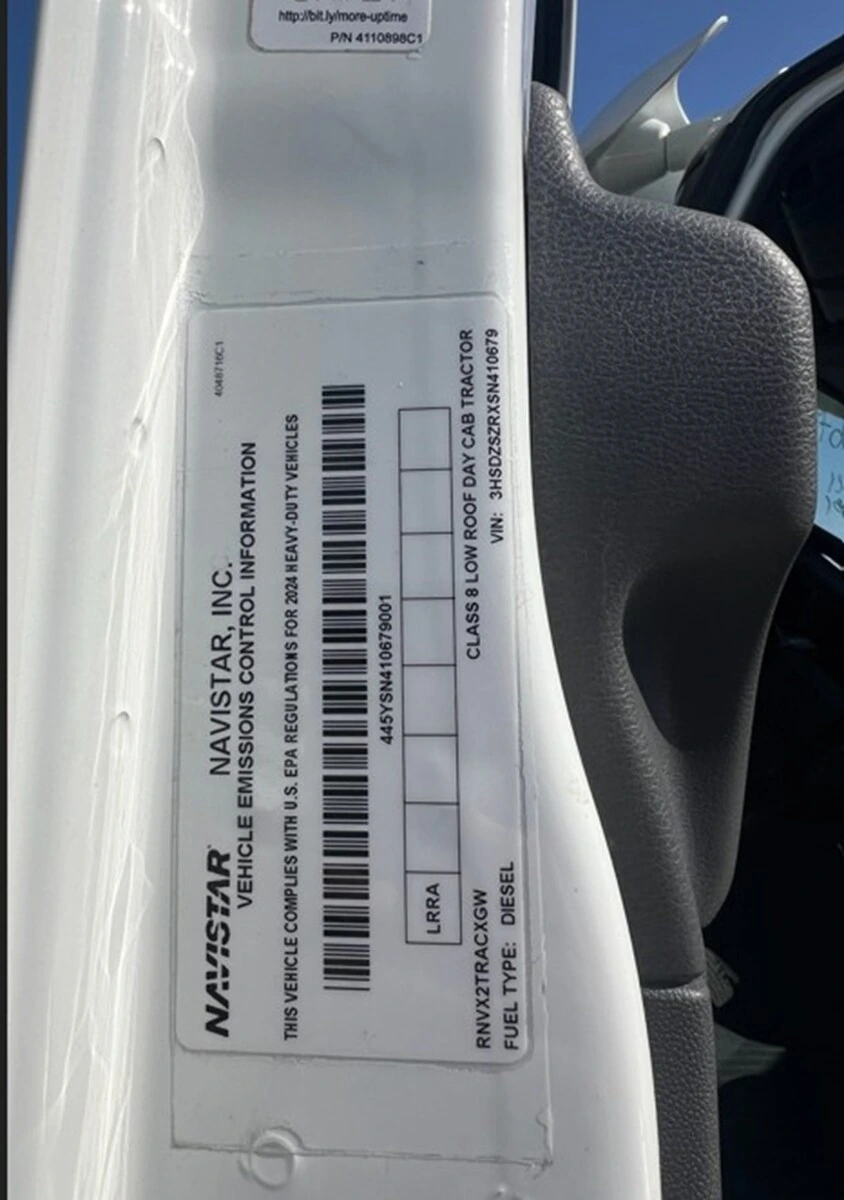 http://bit.ly/more-uptime
P/N 4110898C1
4048716C1
NAVISTAR NAVISTAR, INC.
VEHICLE EMISSIONS CONTROL INFORMATION
THIS VEHICLE COMPLIES WITH U.S. EPA REGULATIONS FOR 2024 HEAVY-DUTY VEHICLES
445YSN410679001
LRRA
RNVX2TRACXGW CLASS 8 LOW ROOF DAY CAB TRACTOR
FUEL TYPE: DIESEL VIN: 3HSDZSZRXSN410679